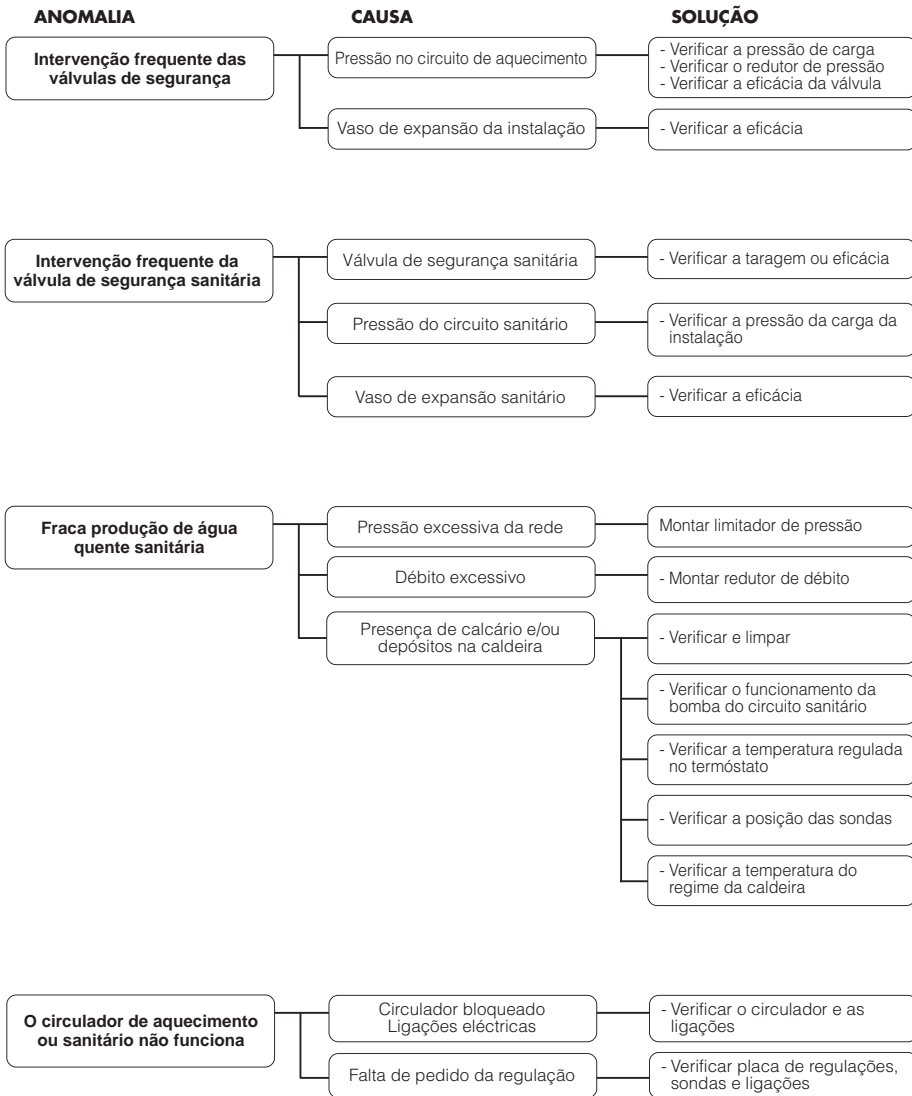 ANOMALIA CAUSA SOLUÇÃO
Intervenção frequente das
válvulas de segurança
Pressão no circuito de aquecimento
- Verificar a pressão de carga
- Verificar o redutor de pressão
- Verificar a eficácia da válvula
Vaso de expansão da instalação
- Verificar a eficácia
Intervenção frequente da
válvula de segurança sanitária
Válvula de segurança sanitária
- Verificar a taragem ou eficácia
Pressão do circuito sanitário
- Verificar a pressão da carga da
instalação
Vaso de expansão sanitário
- Verificar a eficácia
Fraca produção de água
quente sanitária
Pressão excessiva da rede
Montar limitador de pressão
Débito excessivo
- Montar redutor de débito
Presença de calcário e/ou
depósitos na caldeira
- Verificar e limpar
- Verificar o funcionamento da
bomba do circuito sanitário
- Verificar a temperatura regulada
no termóstato
- Verificar a posição das sondas
- Verificar a temperatura do
regime da caldeira
O circulador de aquecimento
ou sanitário não funciona
Circulador bloqueado
Ligações eléctricas
- Verificar o circulador e as
ligações
Falta de pedido da regulação
- Verificar placa de regulações,
sondas e ligações